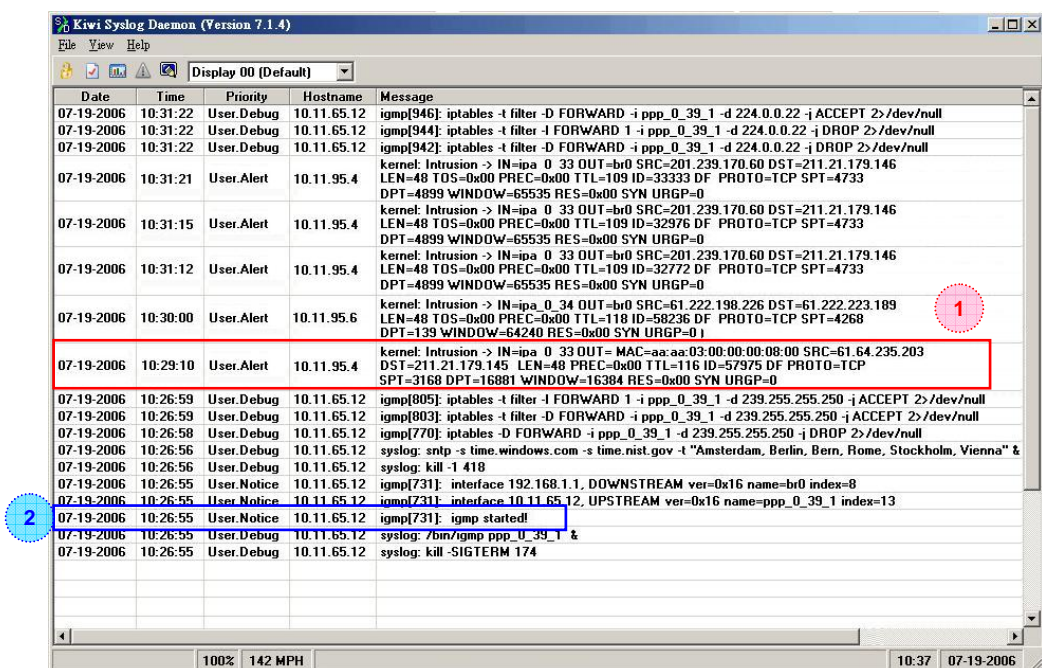 Kiwi Syslog Daemon (Version 7.1.4)
File View Help
Display 00 (Default)
Date Time Priority Hostname Message
07-19-2006 10:31:22 User.Debug 10.11.65.12 igmp[946]: iptables -t filter -D FORWARD -i ppp_0_39_1 -d 224.0.0.22 -j ACCEPT 2>/dev/null
07-19-2006 10:31:22 User.Debug 10.11.65.12 igmp[944]: iptables -t filter -I FORWARD 1 -i ppp_0_39_1 -d 224.0.0.22 -j DROP 2>/dev/null
07-19-2006 10:31:22 User.Debug 10.11.65.12 igmp[942]: iptables -t filter -D FORWARD -i ppp_0_39_1 -d 224.0.0.22 -j DROP 2>/dev/null
kernel: Intrusion -> IN=ipa_0_33 OUT=br0 SRC=201.239.170.60 DST=211.21.179.146
07-19-2006 10:31:21 User.Alert 10.11.95.4 LEN=48 TOS=0x00 PREC=0x00 TTL=109 ID=33333 DF PROTO=TCP SPT=4733
DPT=4899 WINDOW=65535 RES=0x00 SYN URGP=0
kernel: Intrusion -> IN=ipa_0_33 OUT=br0 SRC=201.239.170.60 DST=211.21.179.146
07-19-2006 10:31:15 User.Alert 10.11.95.4 LEN=48 TOS=0x00 PREC=0x00 TTL=109 ID=32976 DF PROTO=TCP SPT=4733
DPT=4899 WINDOW=65535 RES=0x00 SYN URGP=0
kernel: Intrusion -> IN=ipa_0_33 OUT=br0 SRC=201.239.170.60 DST=211.21.179.146
07-19-2006 10:31:12 User.Alert 10.11.95.4 LEN=48 TOS=0x00 PREC=0x00 TTL=109 ID=32772 DF PROTO=TCP SPT=4733
DPT=4899 WINDOW=65535 RES=0x00 SYN URGP=0
kernel: Intrusion -> IN=ipa_0_34 OUT=br0 SRC=61.222.198.226 DST=61.222.223.189
07-19-2006 10:30:00 User.Alert 10.11.95.6 LEN=48 TOS=0x00 PREC=0x00 TTL=118 ID=58236 DF PROTO=TCP SPT=4268
DPT=139 WINDOW=64240 RES=0x00 SYN URGP=0 )
1
kernel: Intrusion -> IN=ipa_0_33 OUT= MAC=aa:aa:03:00:00:00:08:00 SRC=61.64.235.203
07-19-2006 10:29:10 User.Alert 10.11.95.4 DST=211.21.179.145 LEN=48 PREC=0x00 TTL=116 ID=57975 DF PROTO=TCP
SPT=3168 DPT=16881 WINDOW=16384 RES=0x00 SYN URGP=0
07-19-2006 10:26:59 User.Debug 10.11.65.12 igmp[805]: iptables -t filter -I FORWARD 1 -i ppp_0_39_1 -d 239.255.255.250 -j ACCEPT 2>/dev/null
07-19-2006 10:26:59 User.Debug 10.11.65.12 igmp[803]: iptables -t filter -D FORWARD -i ppp_0_39_1 -d 239.255.255.250 -j ACCEPT 2>/dev/null
07-19-2006 10:26:58 User.Debug 10.11.65.12 igmp[770]: iptables -D FORWARD -i ppp_0_39_1 -d 239.255.255.250 -j DROP 2>/dev/null
07-19-2006 10:26:56 User.Debug 10.11.65.12 syslog: sntp -s time.windows.com -s time.nist.gov -t "Amsterdam, Berlin, Bern, Rome, Stockholm, Vienna" &
07-19-2006 10:26:56 User.Debug 10.11.65.12 syslog: kill -1 418
07-19-2006 10:26:55 User.Notice 10.11.65.12 igmp[731]: interface 192.168.1.1, DOWNSTREAM ver=0x16 name=br0 index=8
07-19-2006 10:26:55 User.Notice 10.11.65.12 igmp[731]: interface 10.11.65.12, UPSTREAM ver=0x16 name=ppp_0_39_1 index=13
2
07-19-2006 10:26:55 User.Notice 10.11.65.12 igmp[731]: igmp started!
07-19-2006 10:26:55 User.Debug 10.11.65.12 syslog: /bin/igmp ppp_0_39_1 &
07-19-2006 10:26:55 User.Debug 10.11.65.12 syslog: kill -SIGTERM 174
100% 142 MPH 10:37 07-19-2006